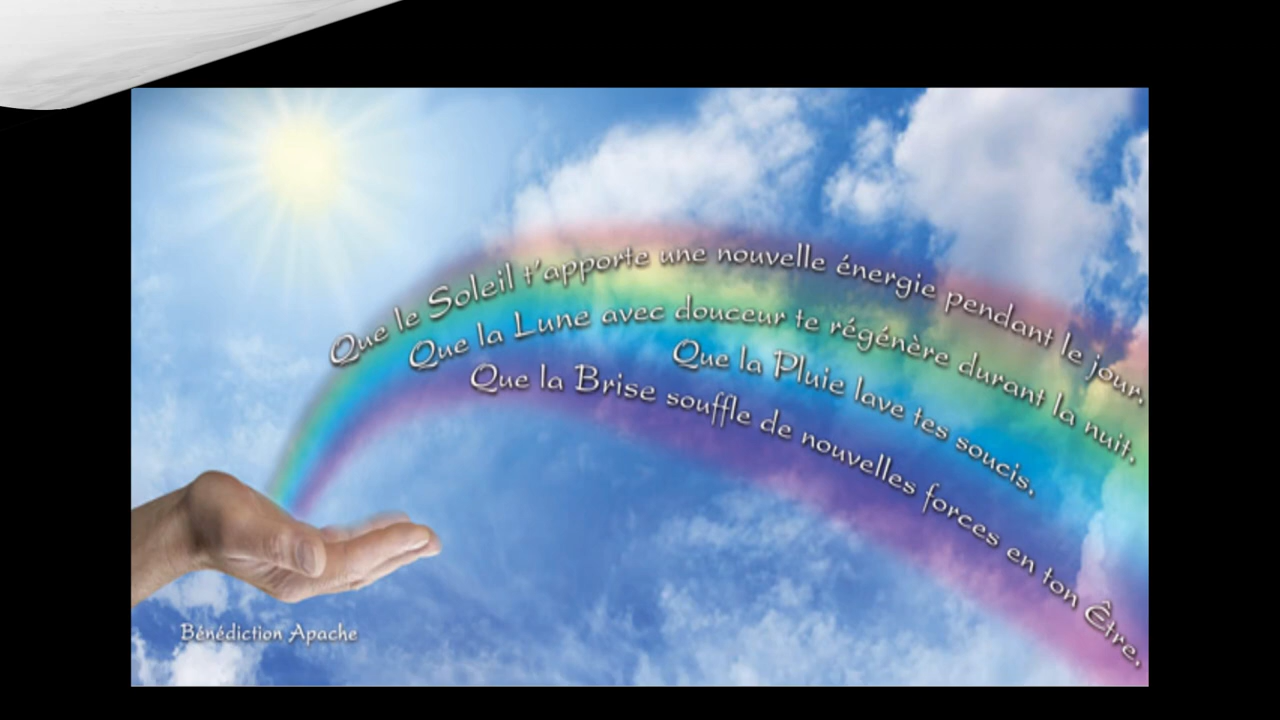 Que le Soleil t'apporte une nouvelle énergie pendant le jour.
Que la Lune avec douceur te régénère durant la nuit.
Que la Pluie lave tes soucis.
Que la Brise souffle de nouvelles forces en ton Être.
Bénédiction Apache